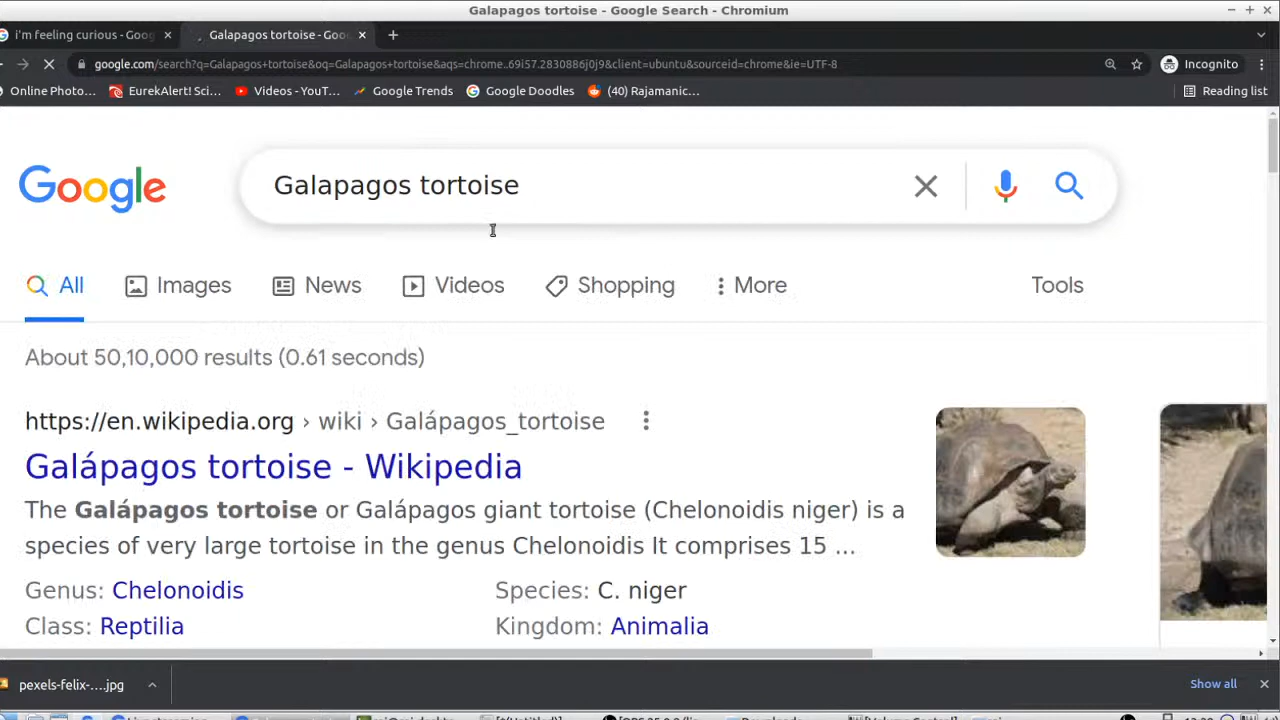 Galapagos tortoise - Google Search - Chromium
i'm feeling curious - Goog
Galapagos tortoise - Goo
google.com/search?q=Galapagos+tortoise&oq=Galapagos+tortoise&aqs=chrome..69i57.2830886j0j9&client=ubuntu&sourceid=chrome&ie=UTF-8
Incognito
Online Photo...
EurekAlert! Sci...
Videos - YouT...
Google Trends
Google Doodles
(40) Rajamanic...
Reading list
Google
Galapagos tortoise
All
Images
News
Videos
Shopping
More
Tools
About 50,10,000 results (0.61 seconds)
https://en.wikipedia.org › wiki › Galápagos_tortoise
Galápagos tortoise - Wikipedia
The Galápagos tortoise or Galápagos giant tortoise (Chelonoidis niger) is a
species of very large tortoise in the genus Chelonoidis It comprises 15 ...
Genus: Chelonoidis
Species: C. niger
Class: Reptilia
Kingdom: Animalia
pexels-felix-....jpg
Show all